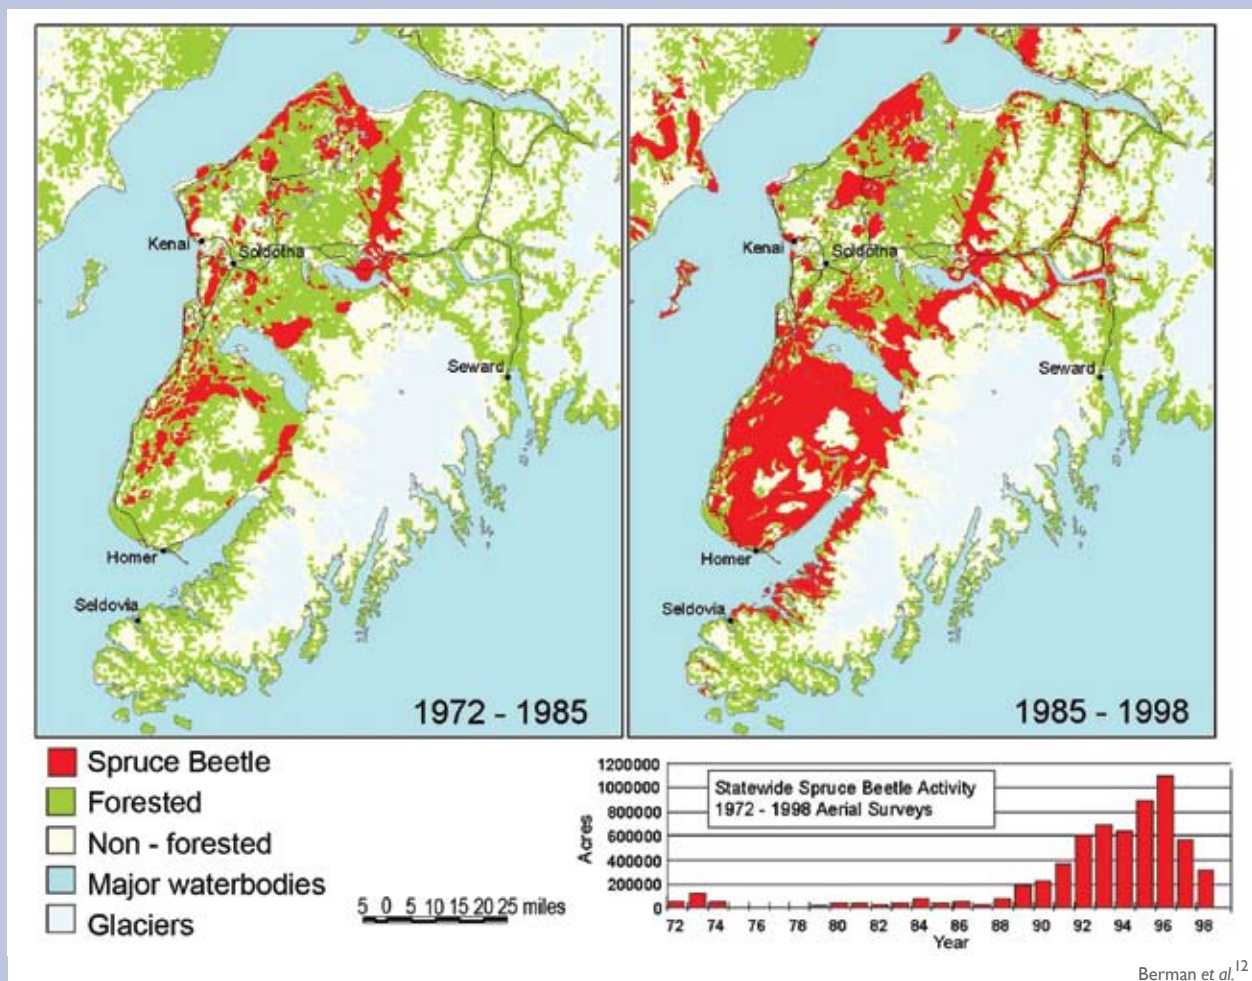 Kenai
Soldotna
Seward
Homer
Seldovia
1972 - 1985
Kenai
Soldotna
Seward
Homer
Seldovia
1985 - 1998
Spruce Beetle
Forested
Non - forested
Major waterbodies
Glaciers
5 0 5 10 15 20 25 miles
Statewide Spruce Beetle Activity
1972 - 1998 Aerial Surveys
Acres
1200000
1000000
800000
600000
400000
200000
0
72 74 76 78 80 82 84 86 88 90 92 94 96 98
Year
Berman et al.12